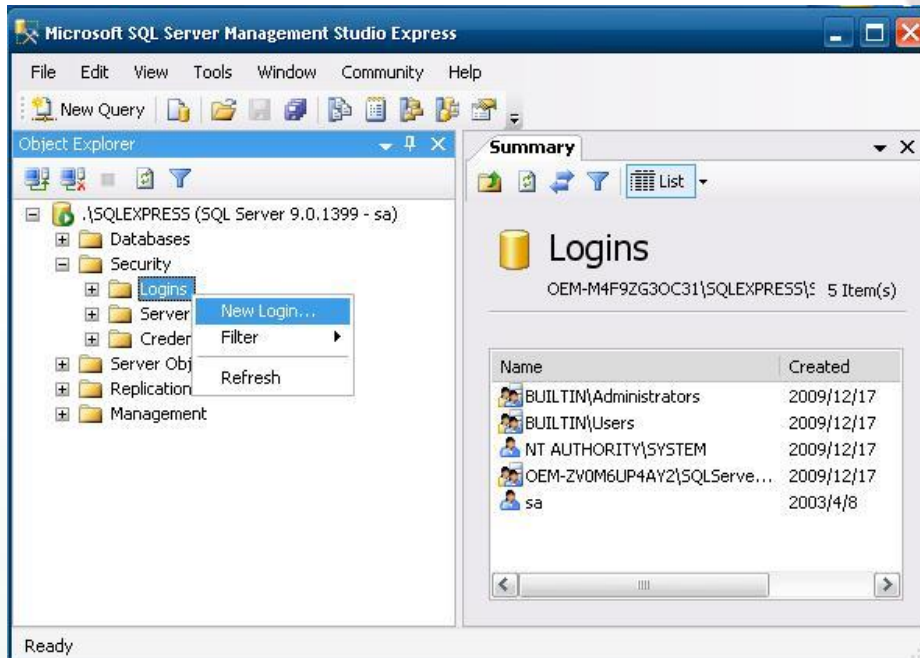 Microsoft SQL Server Management Studio Express
File Edit View Tools Window Community Help
New Query
Object Explorer
.\SQLEXPRESS (SQL Server 9.0.1399 - sa)
Databases
Security
Logins
New Login...
Server
Filter
Creden
Refresh
Server Obj
Replication
Management
Summary
List
Logins
OEM-M4F9ZG3OC31\SQLEXPRESS\S 5 Item(s)
Name Created
BUILTIN\Administrators 2009/12/17
BUILTIN\Users 2009/12/17
NT AUTHORITY\SYSTEM 2009/12/17
OEM-ZV0M6UP4AY2\SQLServe... 2009/12/17
sa 2003/4/8
Ready